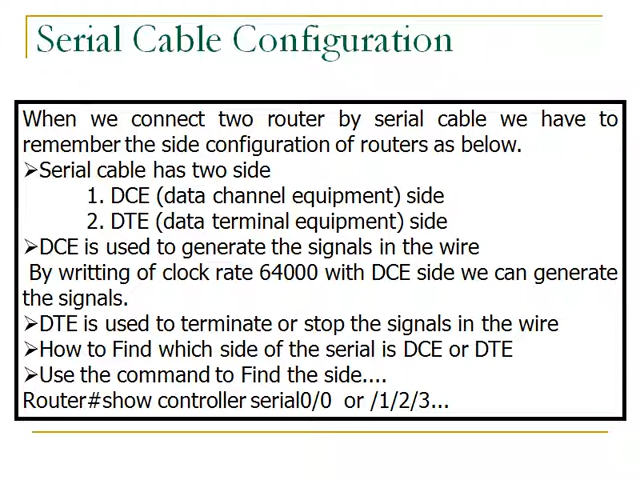 Serial Cable Configuration
When we connect two router by serial cable we have to
remember the side configuration of routers as below.
➢Serial cable has two side
1. DCE (data channel equipment) side
2. DTE (data terminal equipment) side
➢DCE is used to generate the signals in the wire
By writting of clock rate 64000 with DCE side we can generate
the signals.
➢DTE is used to terminate or stop the signals in the wire
➢How to Find which side of the serial is DCE or DTE
➢Use the command to Find the side....
Router#show controller serial0/0 or /1/2/3...